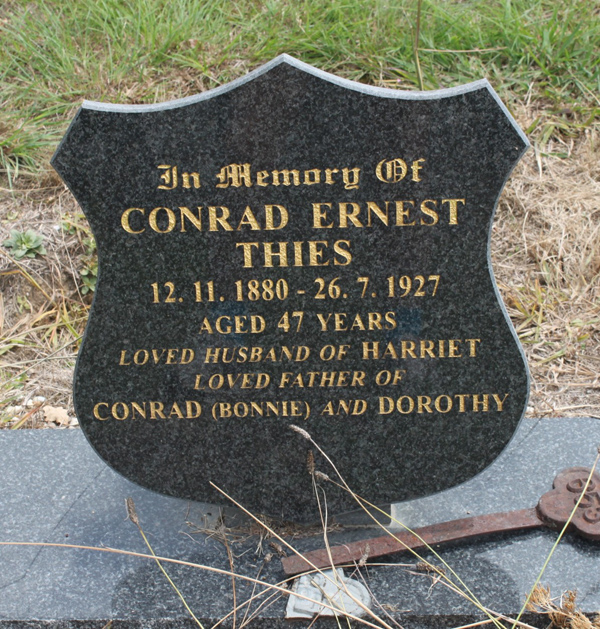 In Memory Of
CONRAD ERNEST
THIES
12. 11. 1880 - 26. 7. 1927
AGED 47 YEARS
LOVED HUSBAND OF HARRIET
LOVED FATHER OF
CONRAD (BONNIE) AND DOROTHY